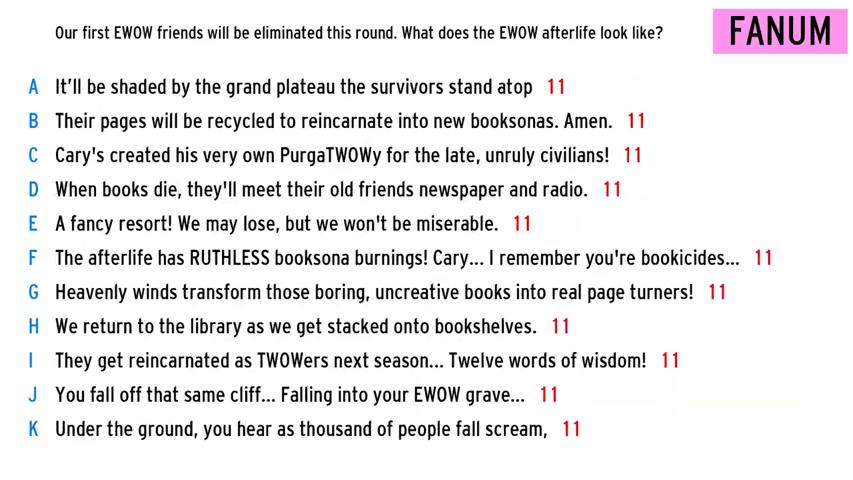 Our first EWOW friends will be eliminated this round. What does the EWOW afterlife look like?
FANUM
A It'll be shaded by the grand plateau the survivors stand atop 11
B Their pages will be recycled to reincarnate into new booksonas. Amen. 11
C Cary's created his very own PurgaTWOWy for the late, unruly civilians! 11
D When books die, they'll meet their old friends newspaper and radio. 11
E A fancy resort! We may lose, but we won't be miserable. 11
F The afterlife has RUTHLESS booksona burnings! Cary... I remember you're bookicides... 11
G Heavenly winds transform those boring, uncreative books into real page turners! 11
H We return to the library as we get stacked onto bookshelves. 11
I They get reincarnated as TWOWers next season... Twelve words of wisdom! 11
J You fall off that same cliff... Falling into your EWOW grave... 11
K Under the ground, you hear as thousand of people fall scream, 11